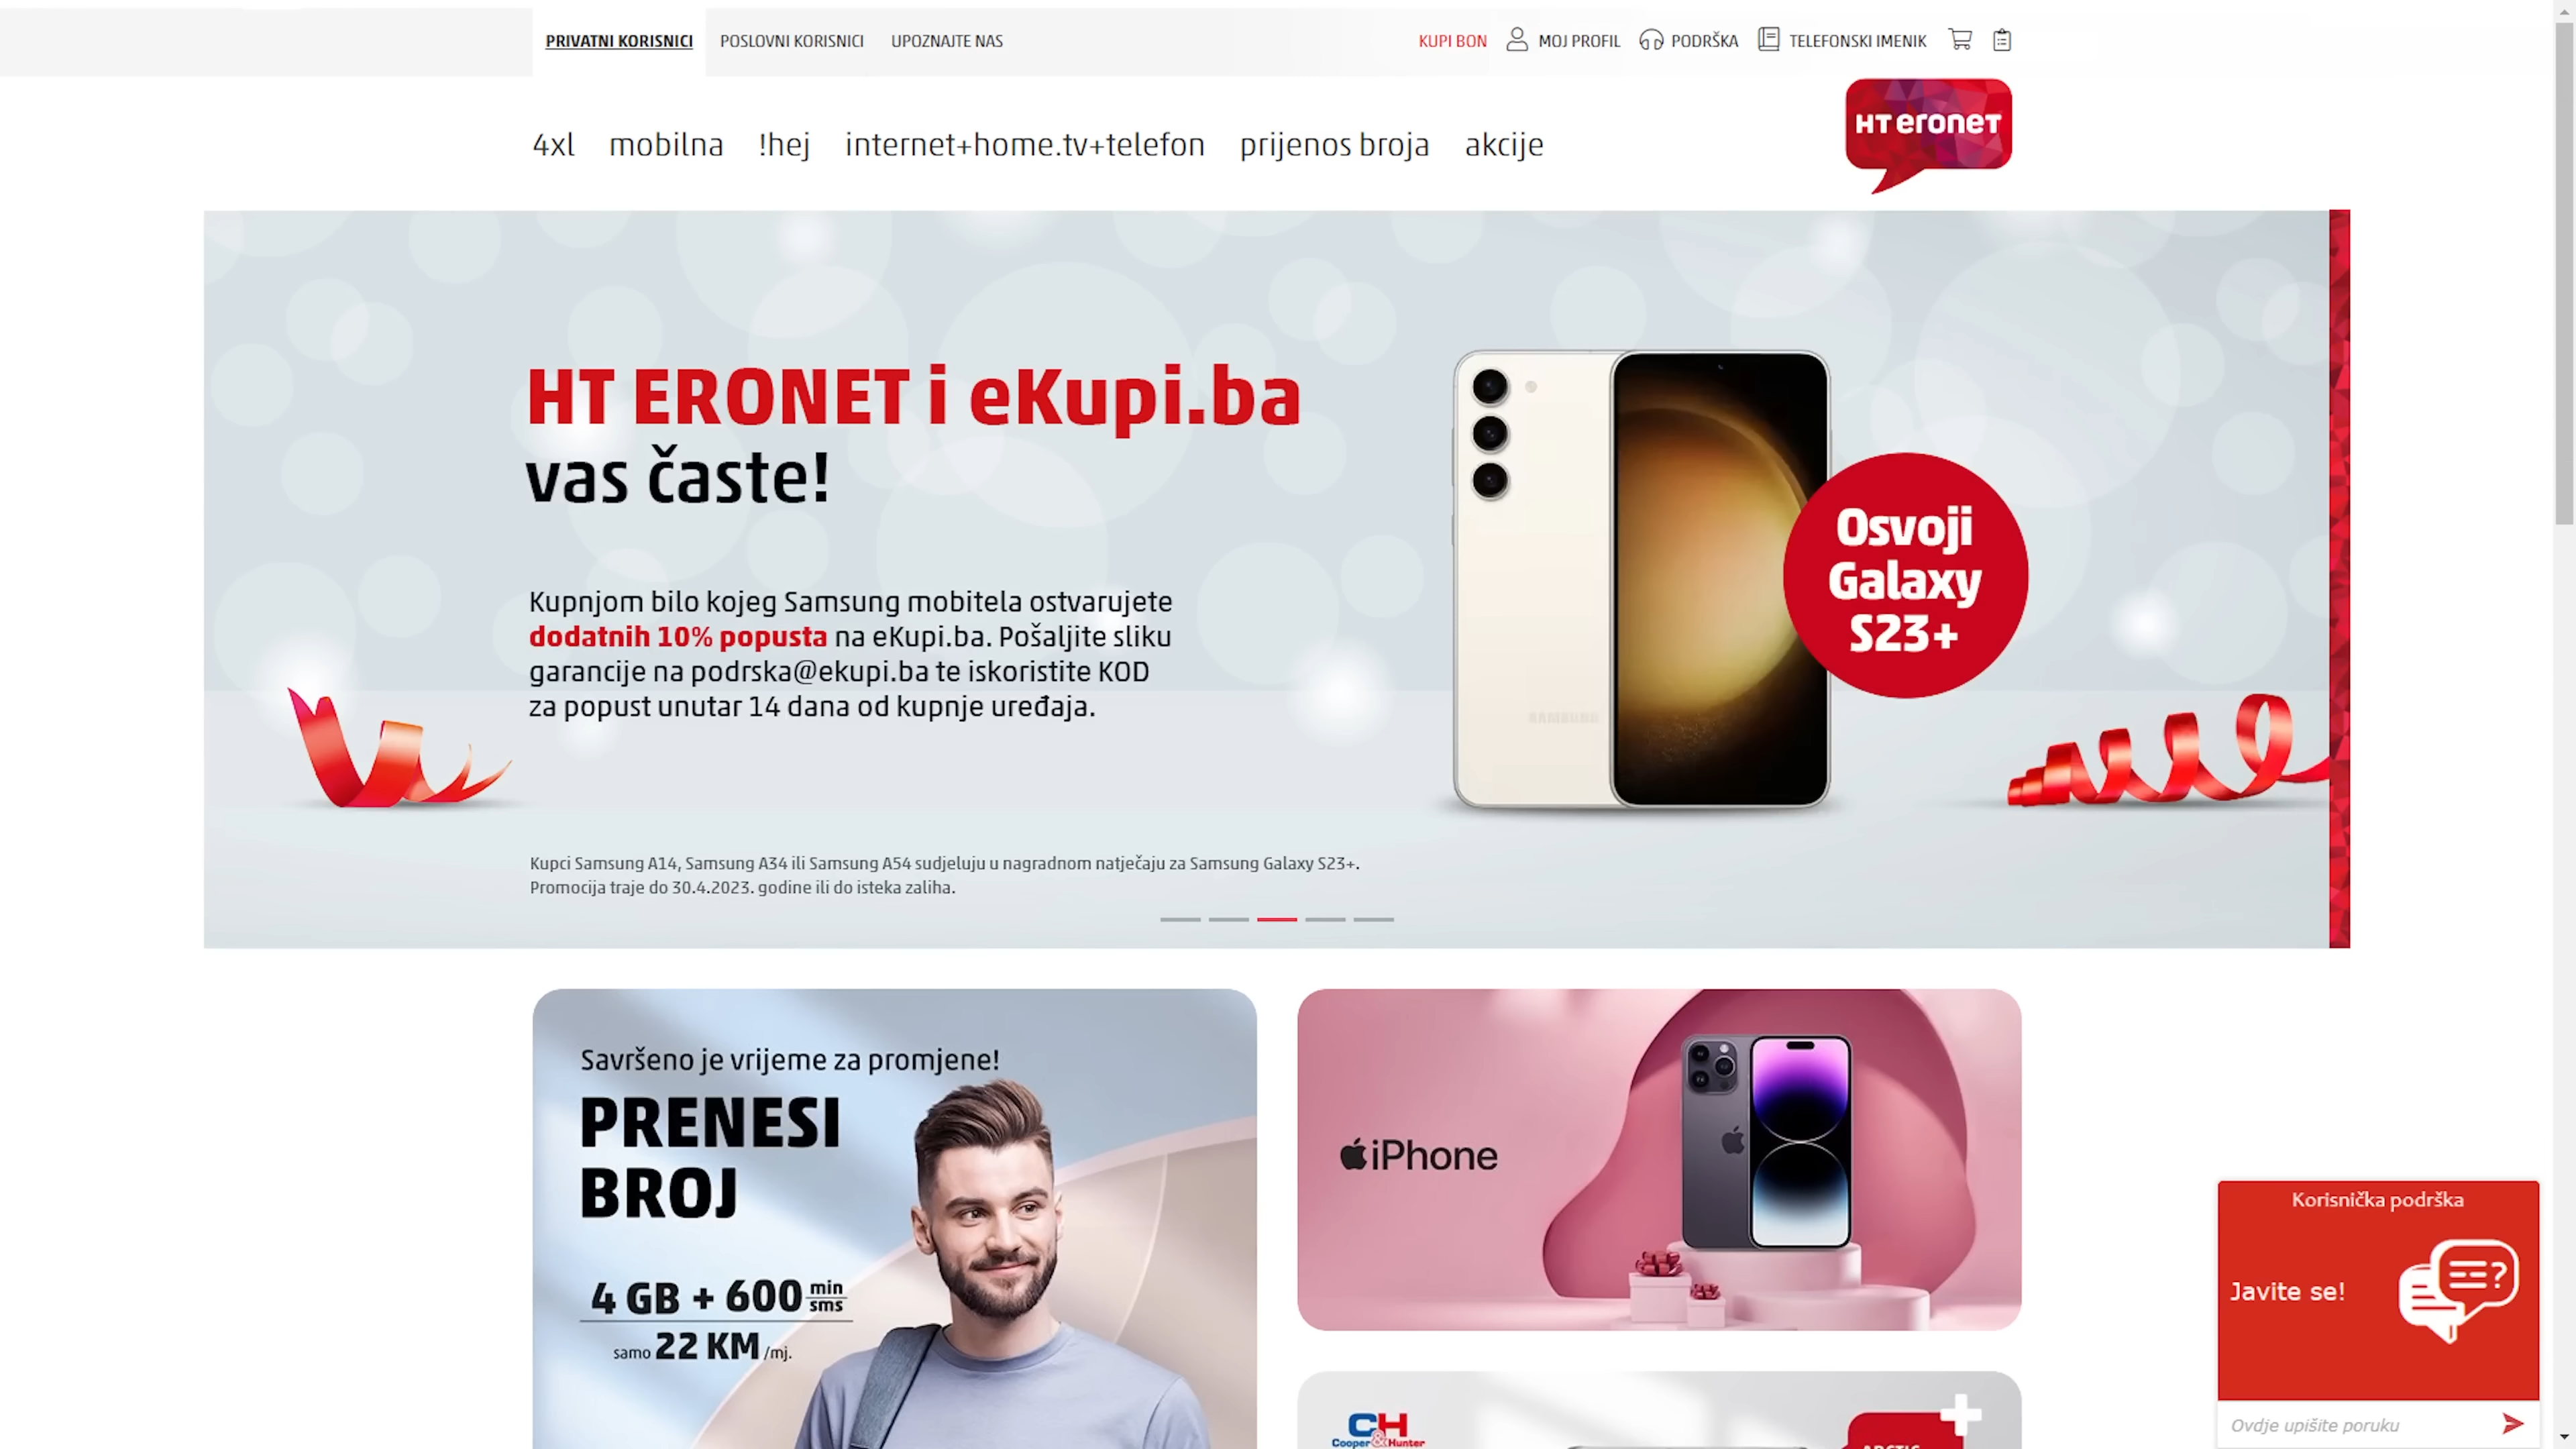 PRIVATNI KORISNICI POSLOVNI KORISNICI UPOZNAJTE NAS KUPI BON MOJ PROFIL PODRŠKA TELEFONSKI IMENIK
HT eronet
4xl mobilna !hej internet+home.tv+telefon prijenos broja akcije
HT ERONET i eKupi.ba
vas časte!
Kupnjom bilo kojeg Samsung mobitela ostvarujete
dodatnih 10% popusta na eKupi.ba. Pošaljite sliku
garancije na podrska@ekupi.ba te iskoristite KOD
za popust unutar 14 dana od kupnje uređaja.
Osvoji
Galaxy
S23+
SAMSUNG
Kupci Samsung A14, Samsung A34 ili Samsung A54 sudjeluju u nagradnom natječaju za Samsung Galaxy S23+.
Promocija traje do 30.4.2023. godine ili do isteka zaliha.
Savršeno je vrijeme za promjene!
PRENESI
BROJ
4 GB + 600 min
sms
samo 22 KM /mj.
iPhone
CH
Cooper&Hunter
ARCTIC
Korisnička podrška
Javite se!
?
Ovdje upišite poruku